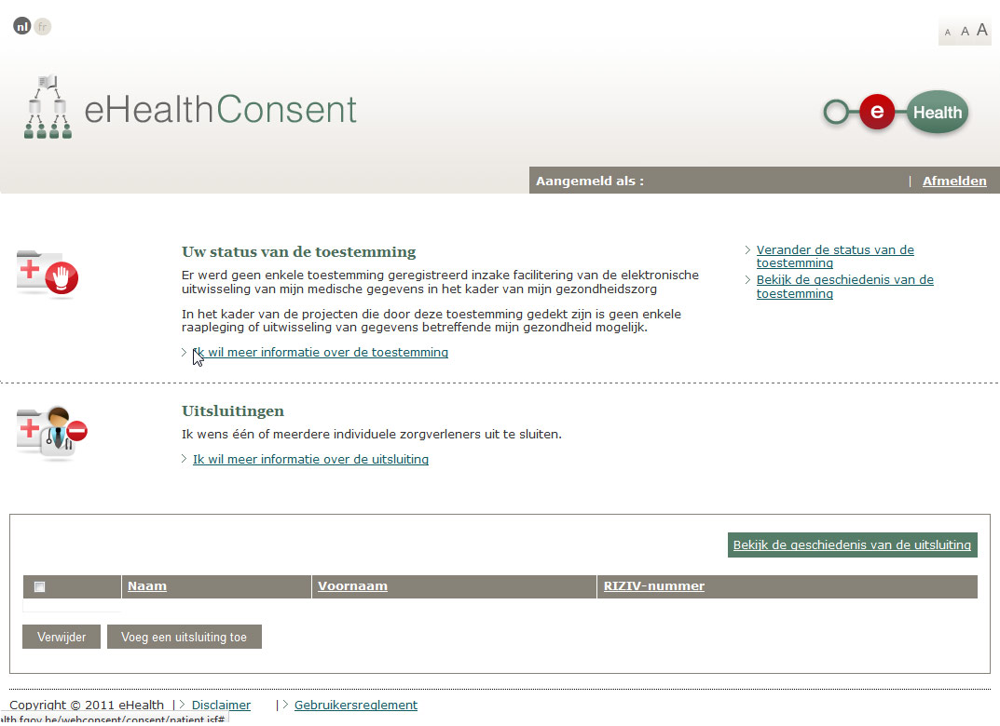 nl fr
A A A
eHealthConsent
e Health
Aangemeld als : | Afmelden
Uw status van de toestemming
Er werd geen enkele toestemming geregistreerd inzake facilitering van de elektronische
uitwisseling van mijn medische gegevens in het kader van mijn gezondheidszorg
In het kader van de projecten die door deze toestemming gedekt zijn is geen enkele
raapleging of uitwisseling van gegevens betreffende mijn gezondheid mogelijk.
Ik wil meer informatie over de toestemming
Verander de status van de
toestemming
Bekijk de geschiedenis van de
toestemming
Uitsluitingen
Ik wens één of meerdere individuele zorgverleners uit te sluiten.
Ik wil meer informatie over de uitsluiting
Bekijk de geschiedenis van de uitsluiting
Naam Voornaam RIZIV-nummer
Verwijder Voeg een uitsluiting toe
Copyright © 2011 eHealth | Disclaimer | Gebruikersreglement
alth.fgov.be/webconsent/consent/patient.jsf#